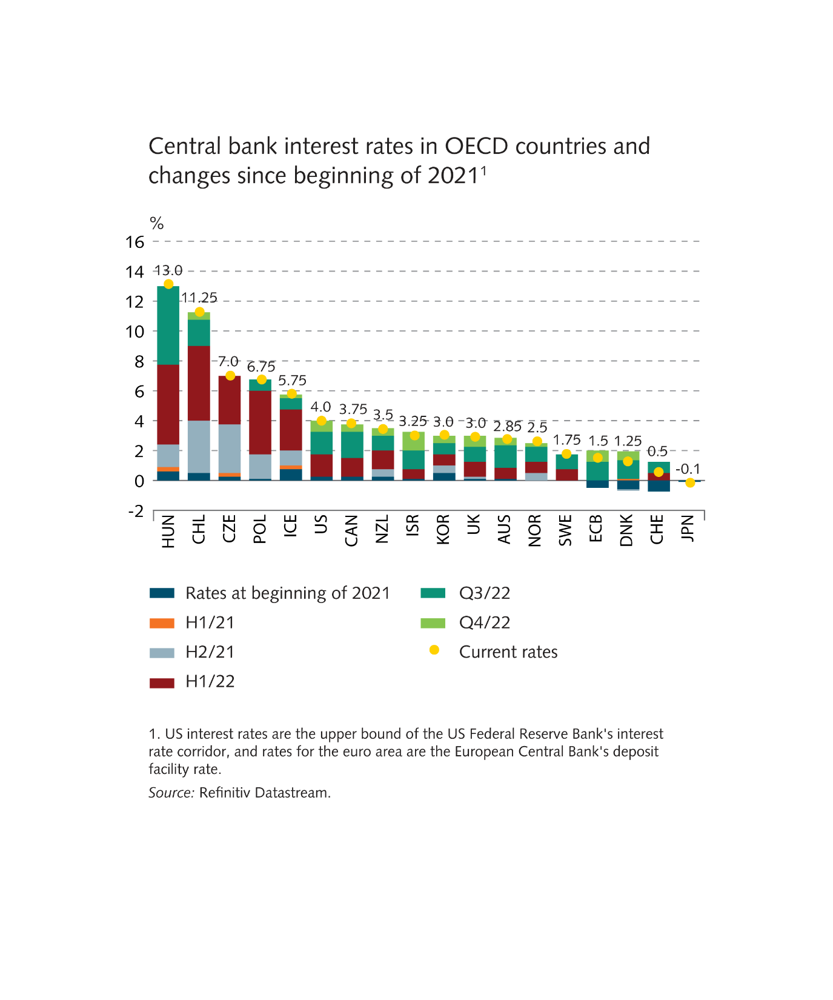 Central bank interest rates in OECD countries and
changes since beginning of 2021¹
%
16
14
12
10
8
6
4
2
0
-2
13.0
11.25
7.0
6.75
5.75
4.0
3.75
3.5
3.25
3.0
3.0
2.85
2.5
1.75
1.5
1.25
0.5
-0.1
HUN
CHL
CZE
POL
ICE
US
CAN
NZL
ISR
KOR
UK
AUS
NOR
SWE
ECB
DNK
CHE
JPN
Rates at beginning of 2021
H1/21
H2/21
H1/22
Q3/22
Q4/22
Current rates
1. US interest rates are the upper bound of the US Federal Reserve Bank's interest
rate corridor, and rates for the euro area are the European Central Bank's deposit
facility rate.
Source: Refinitiv Datastream.